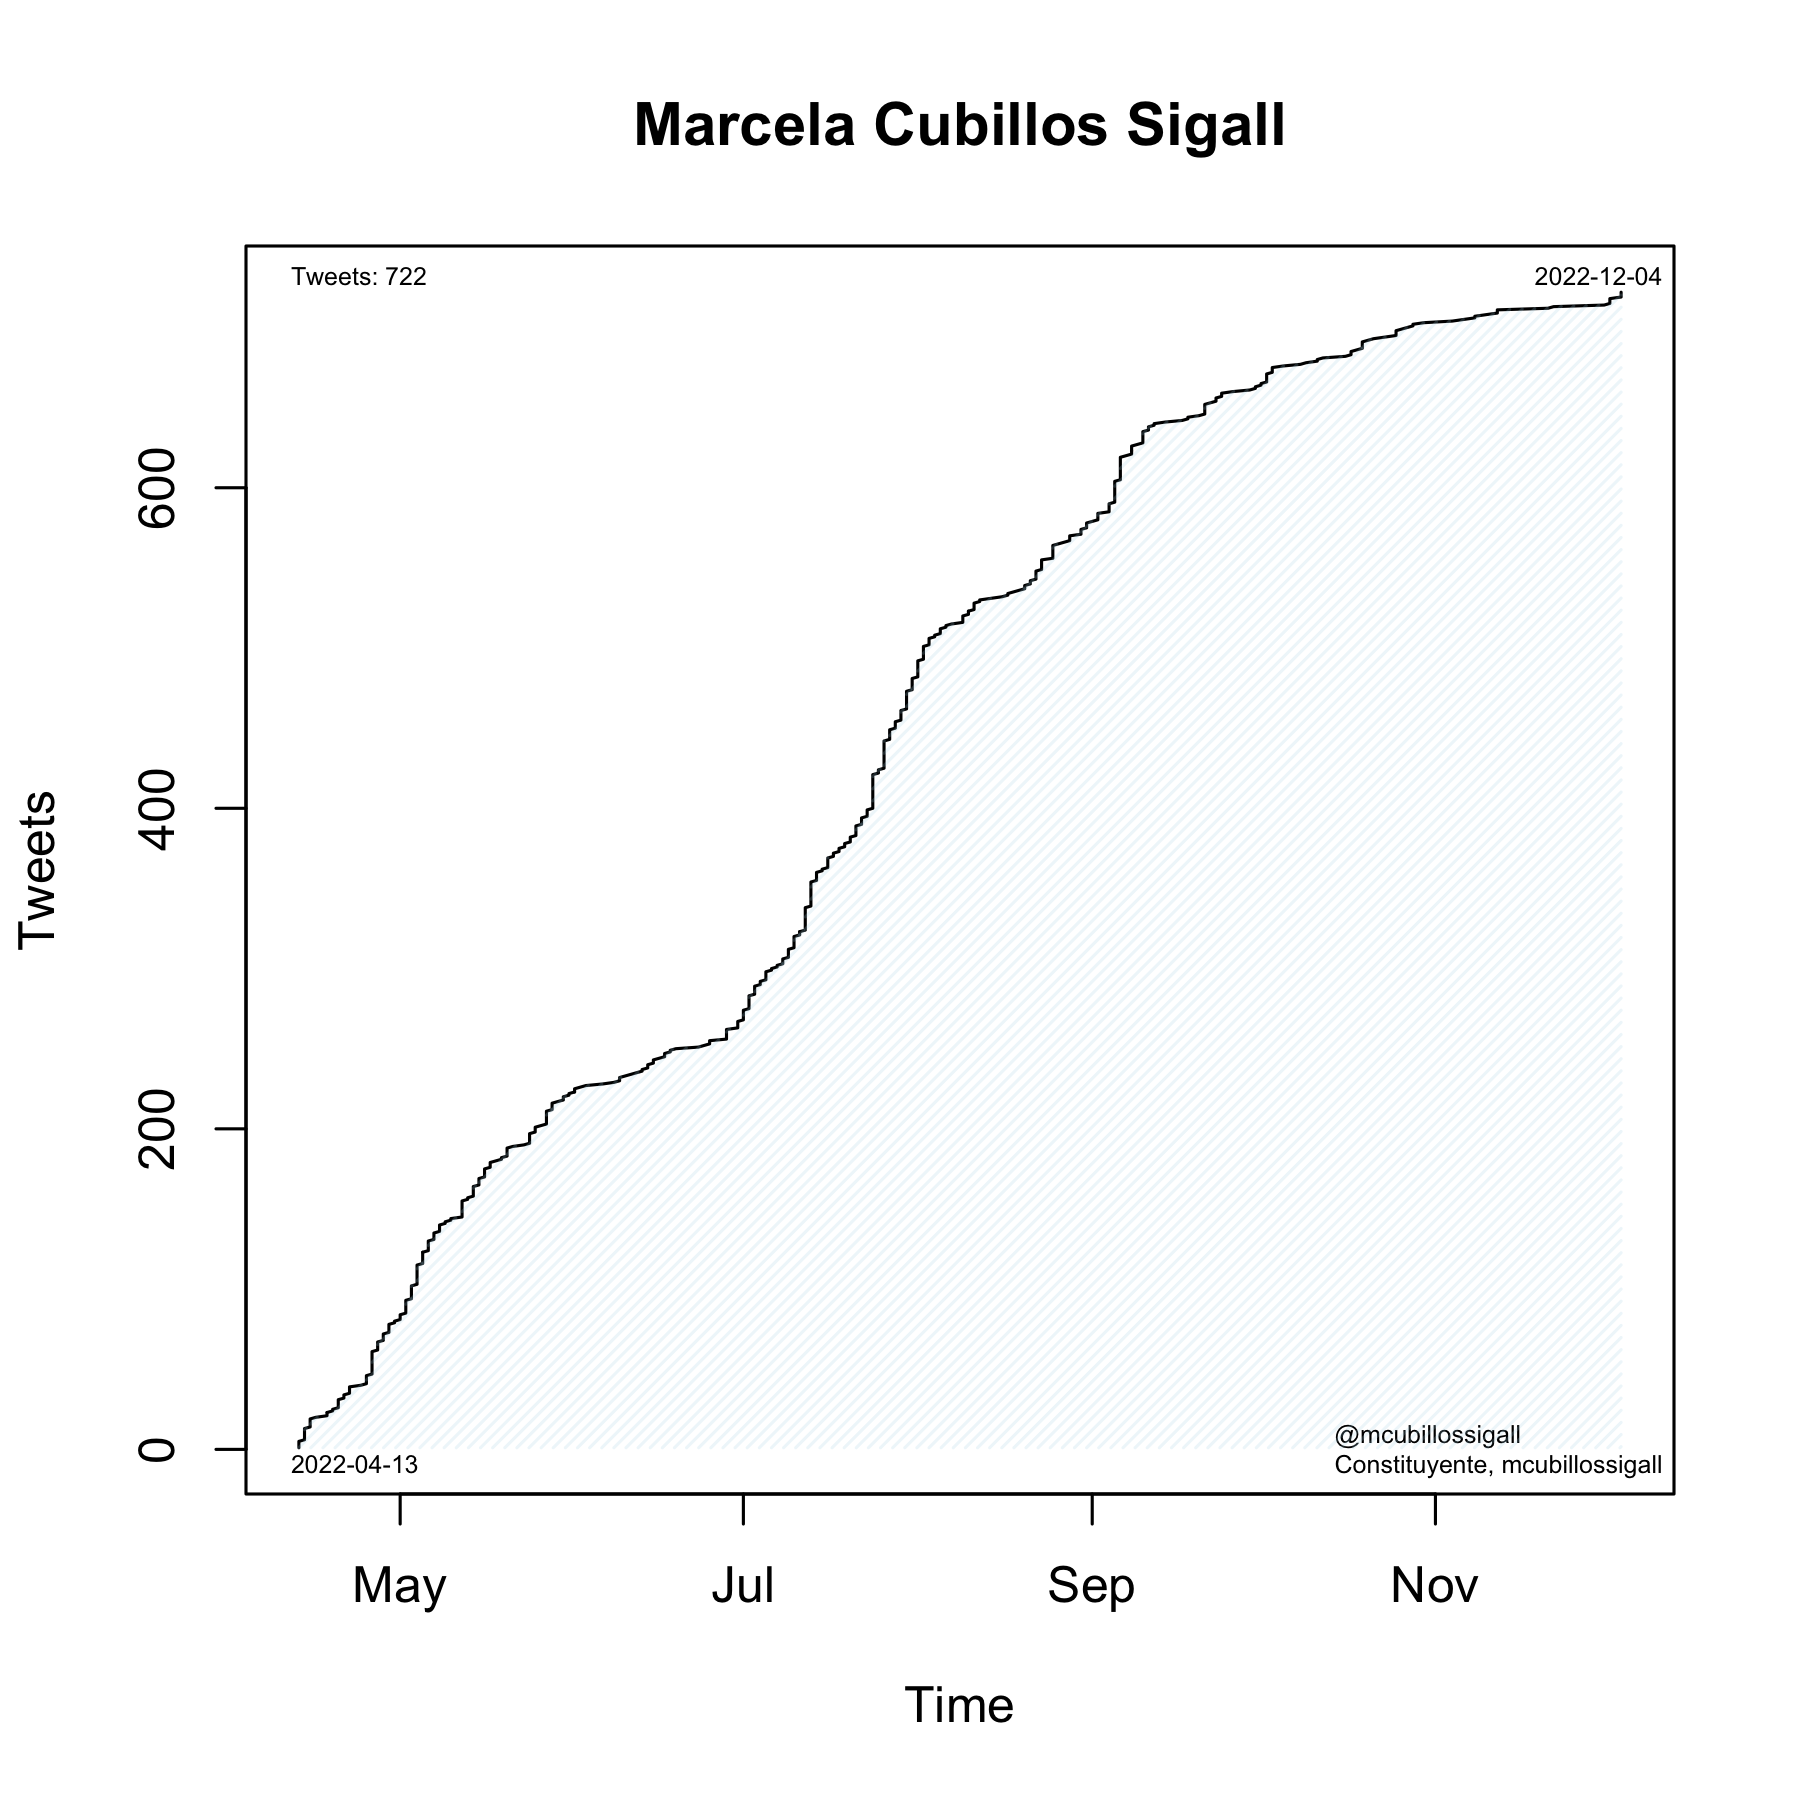 Marcela Cubillos Sigall
Tweets: 722
2022-12-04
600
400
200
0
Tweets
@mcubillossigall
Constituyente, mcubillossigall
2022-04-13
May
Jul
Sep
Nov
Time